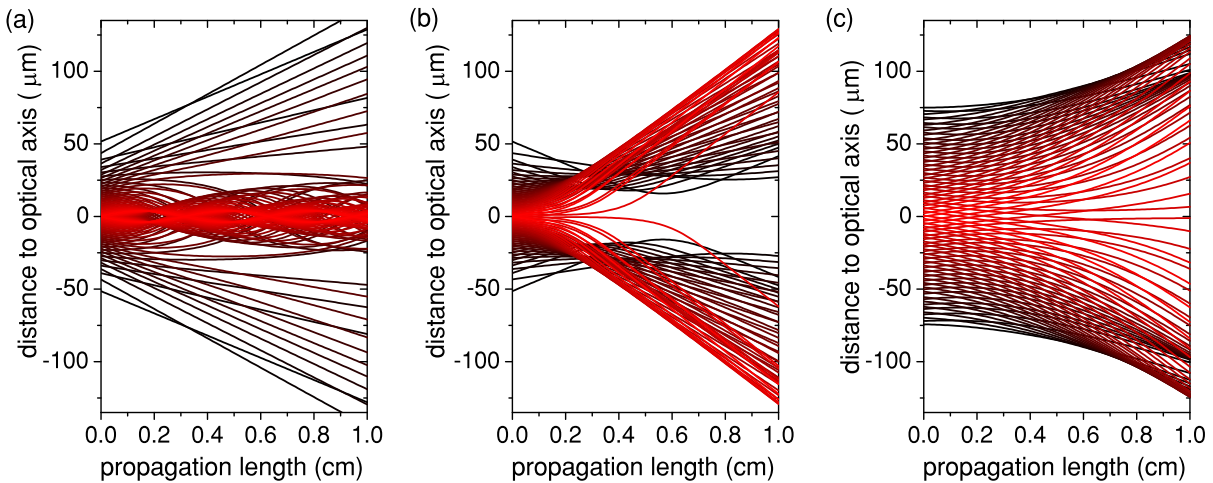 (a)
distance to optical axis ( μm)
100
50
0
-50
-100
0.0 0.2 0.4 0.6 0.8 1.0
propagation length (cm)
(b)
distance to optical axis ( μm)
100
50
0
-50
-100
0.0 0.2 0.4 0.6 0.8 1.0
propagation length (cm)
(c)
distance to optical axis ( μm)
100
50
0
-50
-100
0.0 0.2 0.4 0.6 0.8 1.0
propagation length (cm)